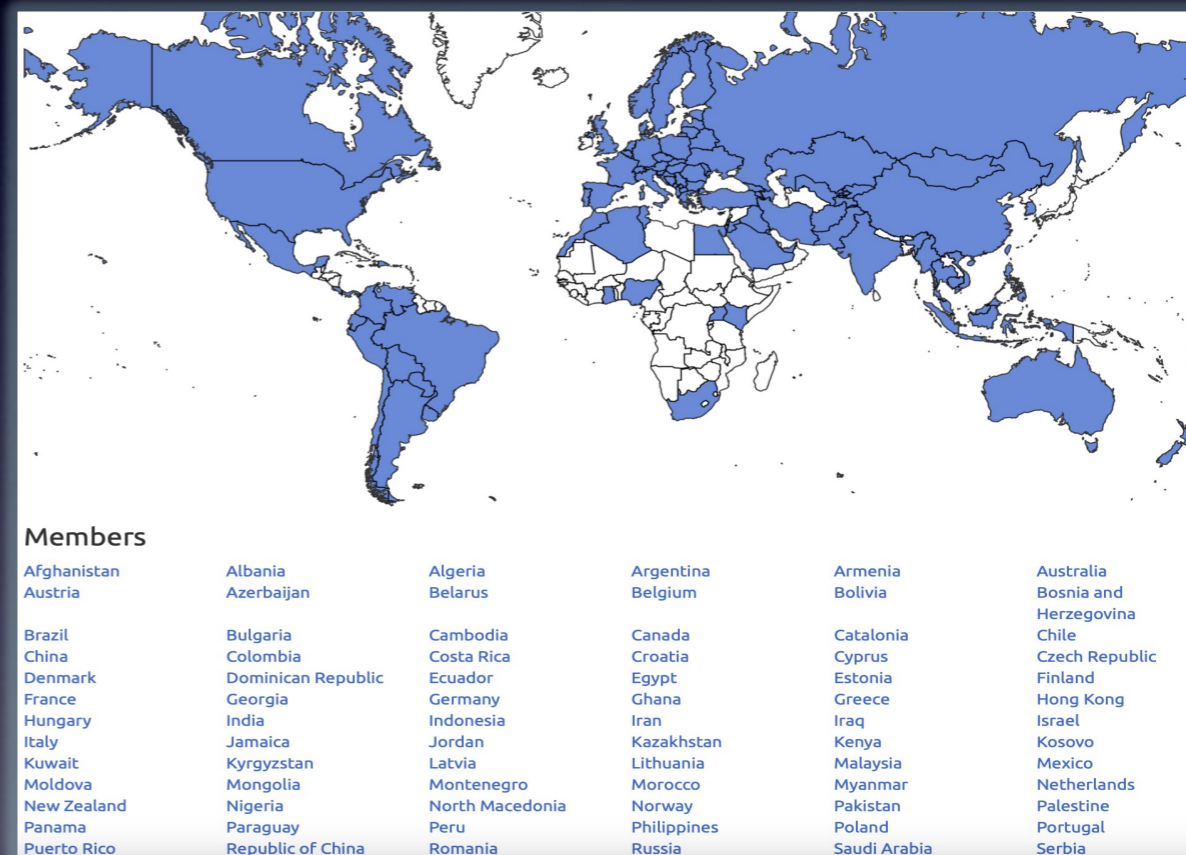 Members
Afghanistan Albania Algeria Argentina Armenia Australia
Austria Azerbaijan Belarus Belgium Bolivia Bosnia and
Herzegovina
Brazil Bulgaria Cambodia Canada Catalonia Chile
China Colombia Costa Rica Croatia Cyprus Czech Republic
Denmark Dominican Republic Ecuador Egypt Estonia Finland
France Georgia Germany Ghana Greece Hong Kong
Hungary India Indonesia Iran Iraq Israel
Italy Jamaica Jordan Kazakhstan Kenya Kosovo
Kuwait Kyrgyzstan Latvia Lithuania Malaysia Mexico
Moldova Mongolia Montenegro Morocco Myanmar Netherlands
New Zealand Nigeria North Macedonia Norway Pakistan Palestine
Panama Paraguay Peru Philippines Poland Portugal
Puerto Rico Republic of China Romania Russia Saudi Arabia Serbia